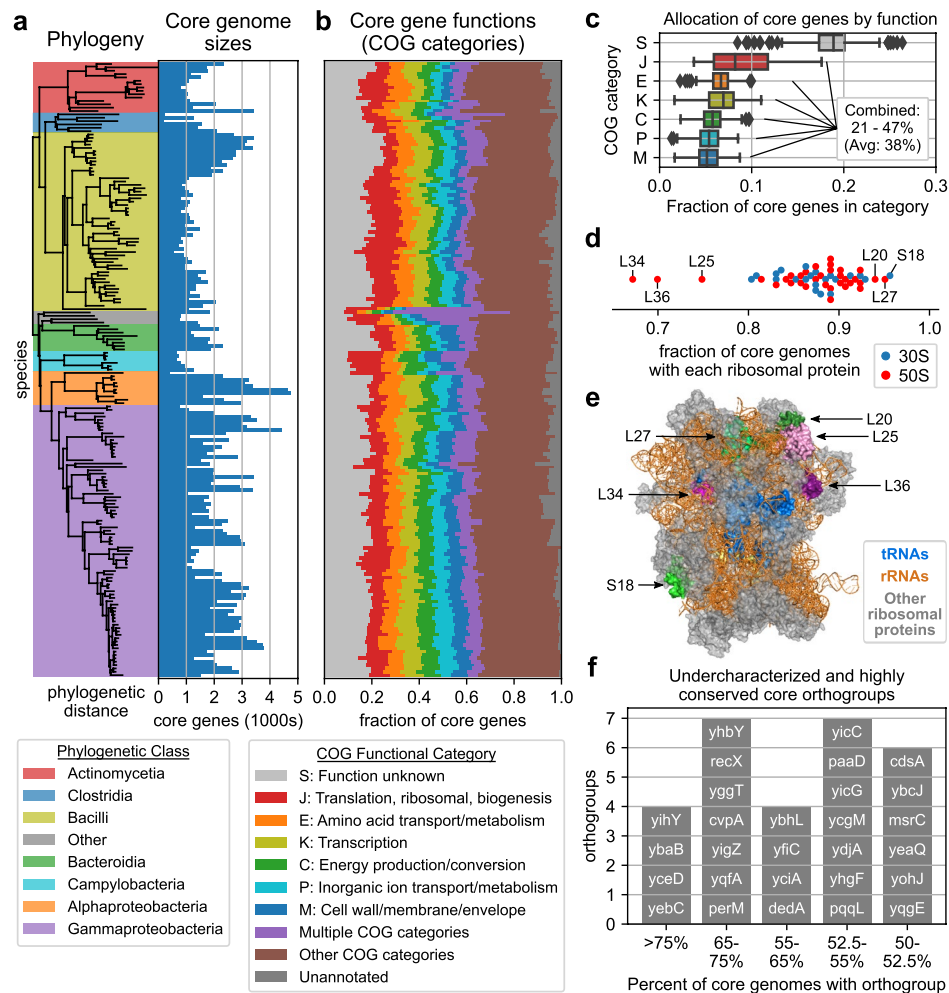 a
Phylogeny
Core genome
sizes
species
phylogenetic
distance
0 1 2 3 4 5
core genes (1000s)
b
Core gene functions
(COG categories)
0.0 0.2 0.4 0.6 0.8 1.0
fraction of core genes
Phylogenetic Class
Actinomycetia
Clostridia
Bacilli
Other
Bacteroidia
Campylobacteria
Alphaproteobacteria
Gammaproteobacteria
COG Functional Category
S: Function unknown
J: Translation, ribosomal, biogenesis
E: Amino acid transport/metabolism
K: Transcription
C: Energy production/conversion
P: Inorganic ion transport/metabolism
M: Cell wall/membrane/envelope
Multiple COG categories
Other COG categories
Unannotated
c
Allocation of core genes by function
COG category
S
J
E
K
C
P
M
Combined:
21 - 47%
(Avg: 38%)
0.0 0.1 0.2 0.3
Fraction of core genes in category
d
L34 L25 L20 S18
L36 L27
0.7 0.8 0.9 1.0
fraction of core genomes
with each ribosomal protein
30S
50S
e
L20
L27
L25
L34
L36
S18
tRNAs
rRNAs
Other
ribosomal
proteins
f
Undercharacterized and highly
conserved core orthogroups
orthogroups
7
6
5
4
3
2
1
0
yihY
ybaB
yceD
yebC
yhbY
recX
yggT
cvpA
yigZ
yqfA
perM
ybhL
yfiC
yciA
dedA
yicC
paaD
yicG
ycgM
ydjA
yhgF
pqqL
cdsA
ybcJ
msrC
yeaQ
yohJ
yqgE
>75%
65-
75%
55-
65%
52.5-
55%
50-
52.5%
Percent of core genomes with orthogroup